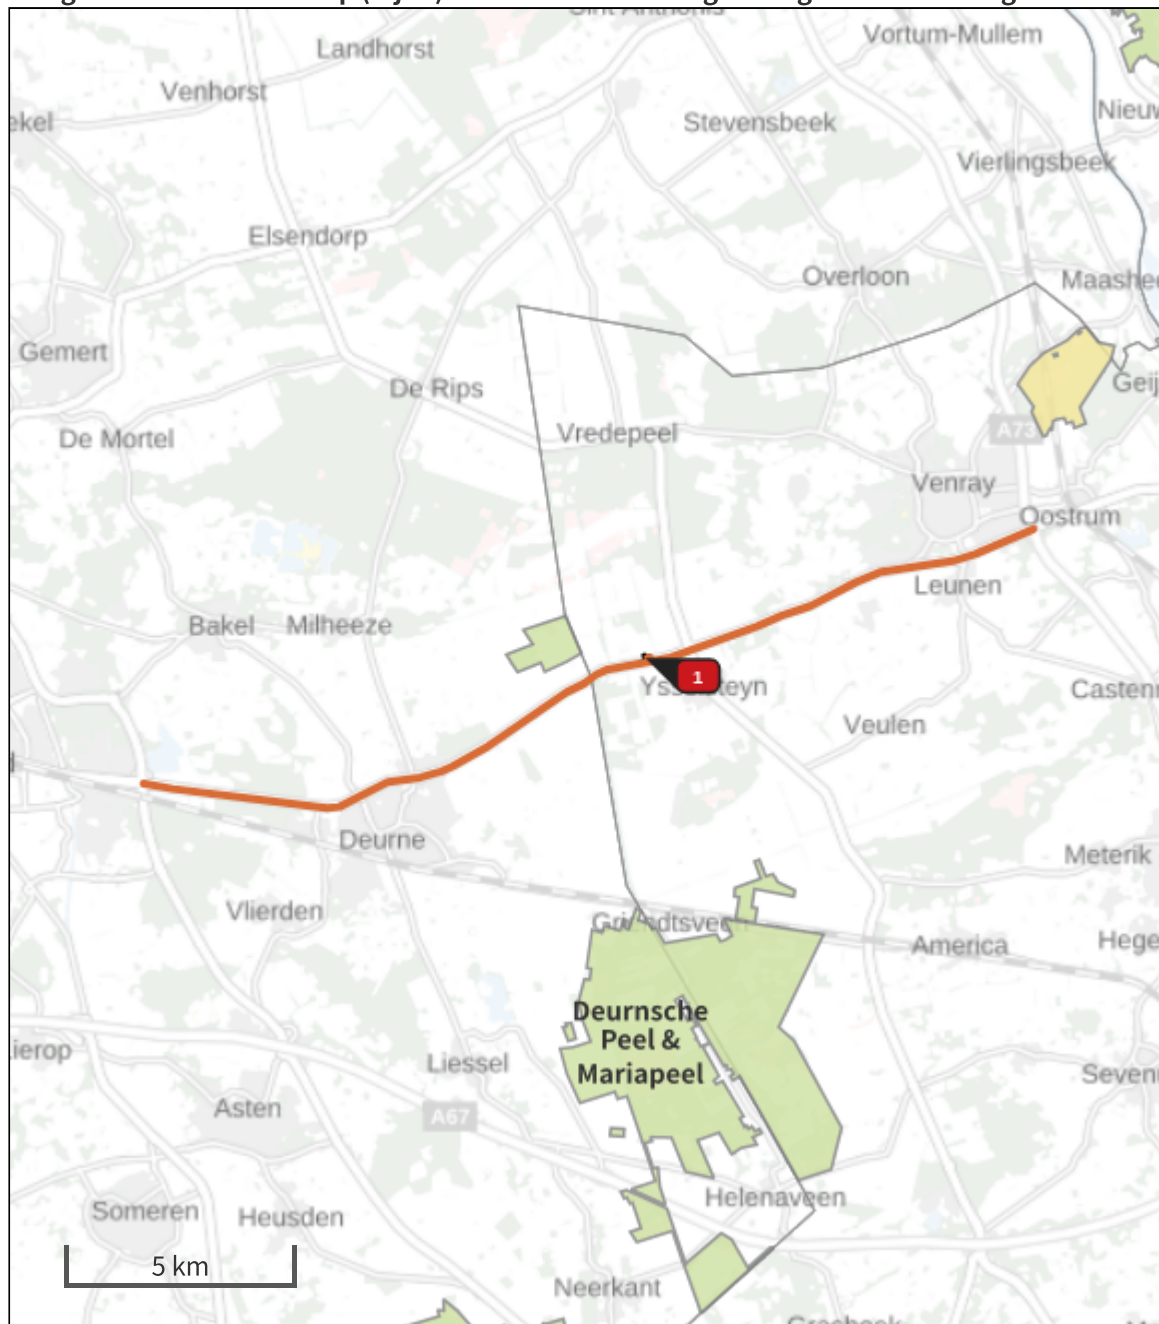 Landhorst
Vortum-Mullem
Venhorst
Stevensbeek
Vierlingsbeek
Elsendorp
Overloon
Gemert
De Rips
De Mortel
Vredepeel
A73
Venray
Oostrum
Leunen
Bakel
Milheeze
1
Veulen
Deurne
Meterik
Vlierden
America
Deurnsche
Peel &
Mariapeel
Liessel
Asten
A67
Helenaveen
Someren
Heusden
5 km
Neerkant